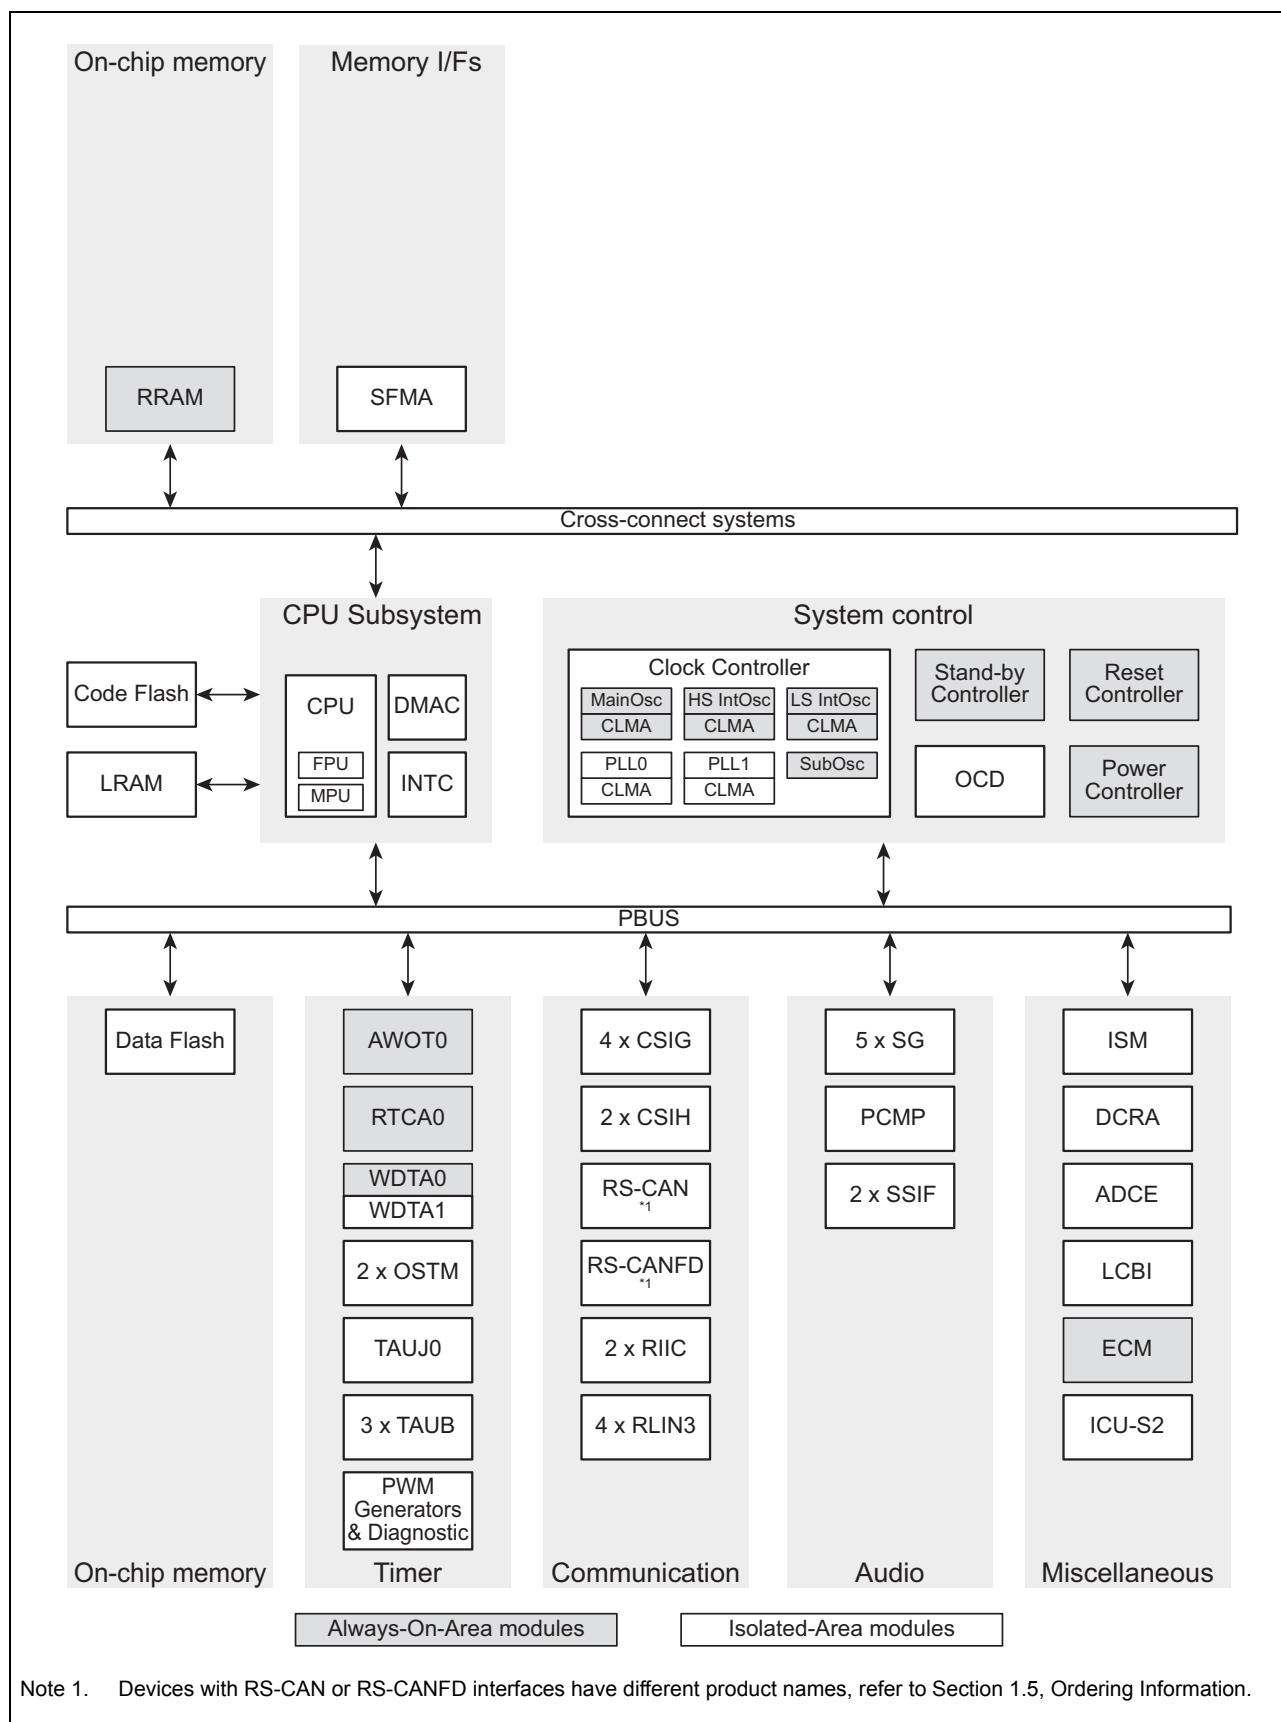 On-chip memory
Memory I/Fs
RRAM
SFMA
Cross-connect systems
CPU Subsystem
System control
Code Flash
LRAM
CPU
FPU
MPU
DMAC
INTC
Clock Controller
MainOsc
CLMA
HS IntOsc
CLMA
LS IntOsc
CLMA
PLL0
CLMA
PLL1
CLMA
SubOsc
Stand-by
Controller
Reset
Controller
OCD
Power
Controller
PBUS
Data Flash
On-chip memory
AWOT0
RTCA0
WDTA0
WDTA1
2 x OSTM
TAUJ0
3 x TAUB
PWM
Generators
& Diagnostic
Timer
4 x CSIG
2 x CSIH
RS-CAN
*1
RS-CANFD
*1
2 x RIIC
4 x RLIN3
Communication
5 x SG
PCMP
2 x SSIF
Audio
ISM
DCRA
ADCE
LCBI
ECM
ICU-S2
Miscellaneous
Always-On-Area modules
Isolated-Area modules
Note 1. Devices with RS-CAN or RS-CANFD interfaces have different product names, refer to Section 1.5, Ordering Information.